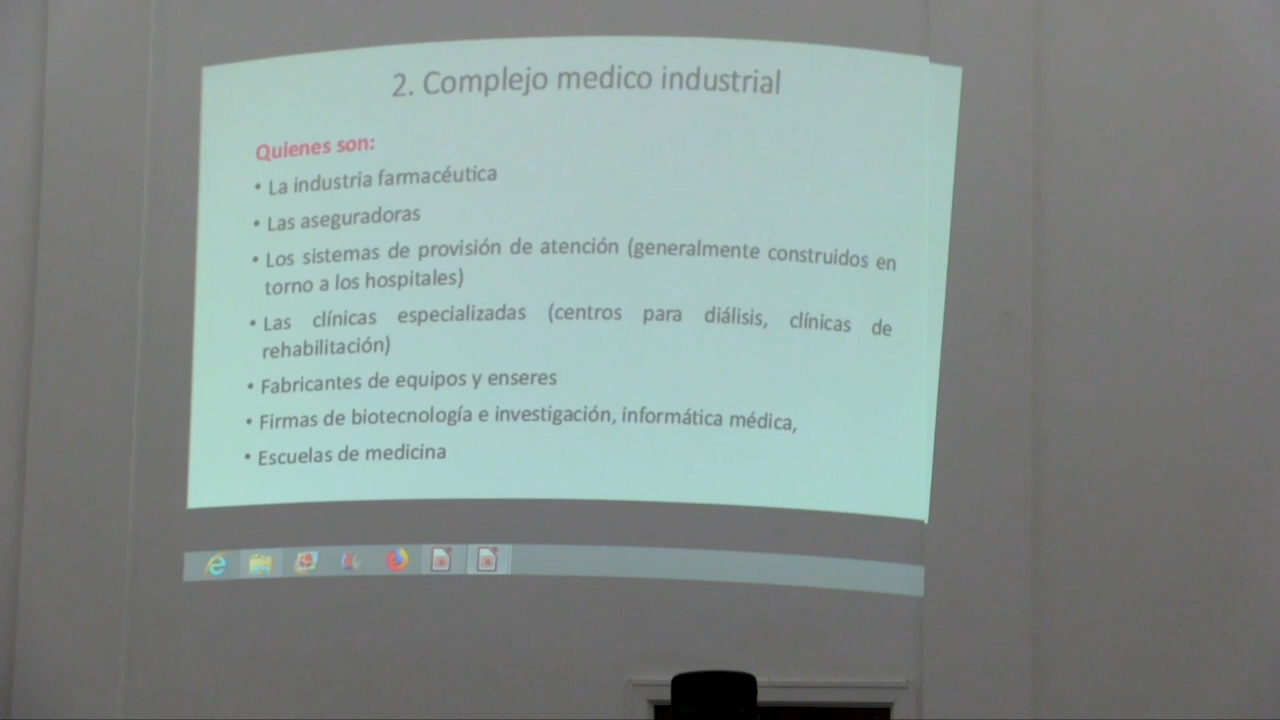 2. Complejo medico industrial
Quienes son:
• La industria farmacéutica
• Las aseguradoras
• Los sistemas de provisión de atención (generalmente construidos en
torno a los hospitales)
• Las clínicas especializadas (centros para diálisis, clínicas de
rehabilitación)
• Fabricantes de equipos y enseres
• Firmas de biotecnología e investigación, informática médica,
• Escuelas de medicina